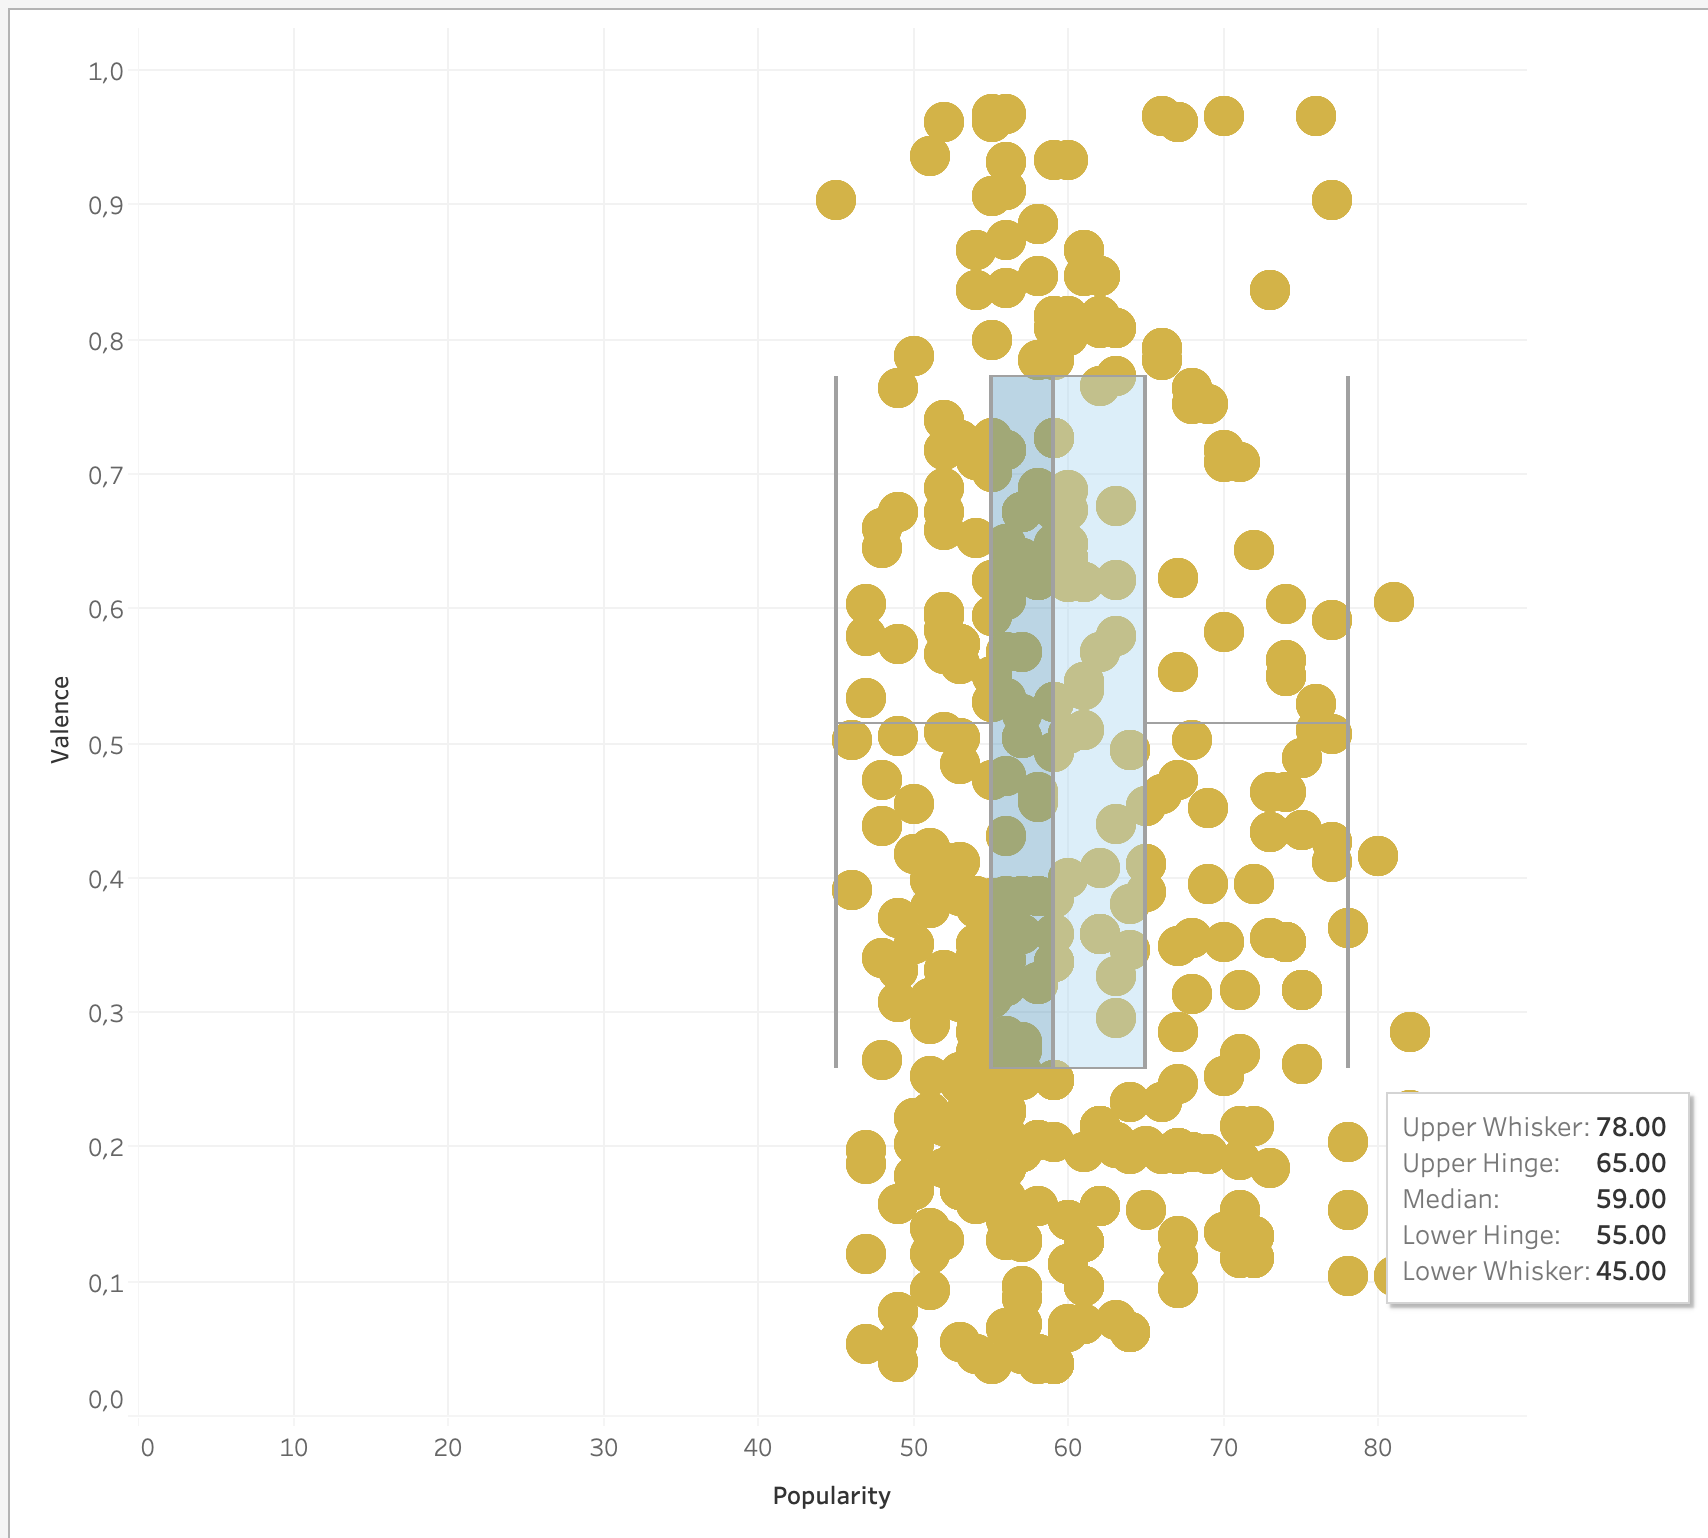 1,0
0,9
0,8
0,7
0,6
0,5
0,4
0,3
0,2
0,1
0,0
Valence
Upper Whisker: 78.00
Upper Hinge: 65.00
Median: 59.00
Lower Hinge: 55.00
Lower Whisker: 45.00
0 10 20 30 40 50 60 70 80
Popularity